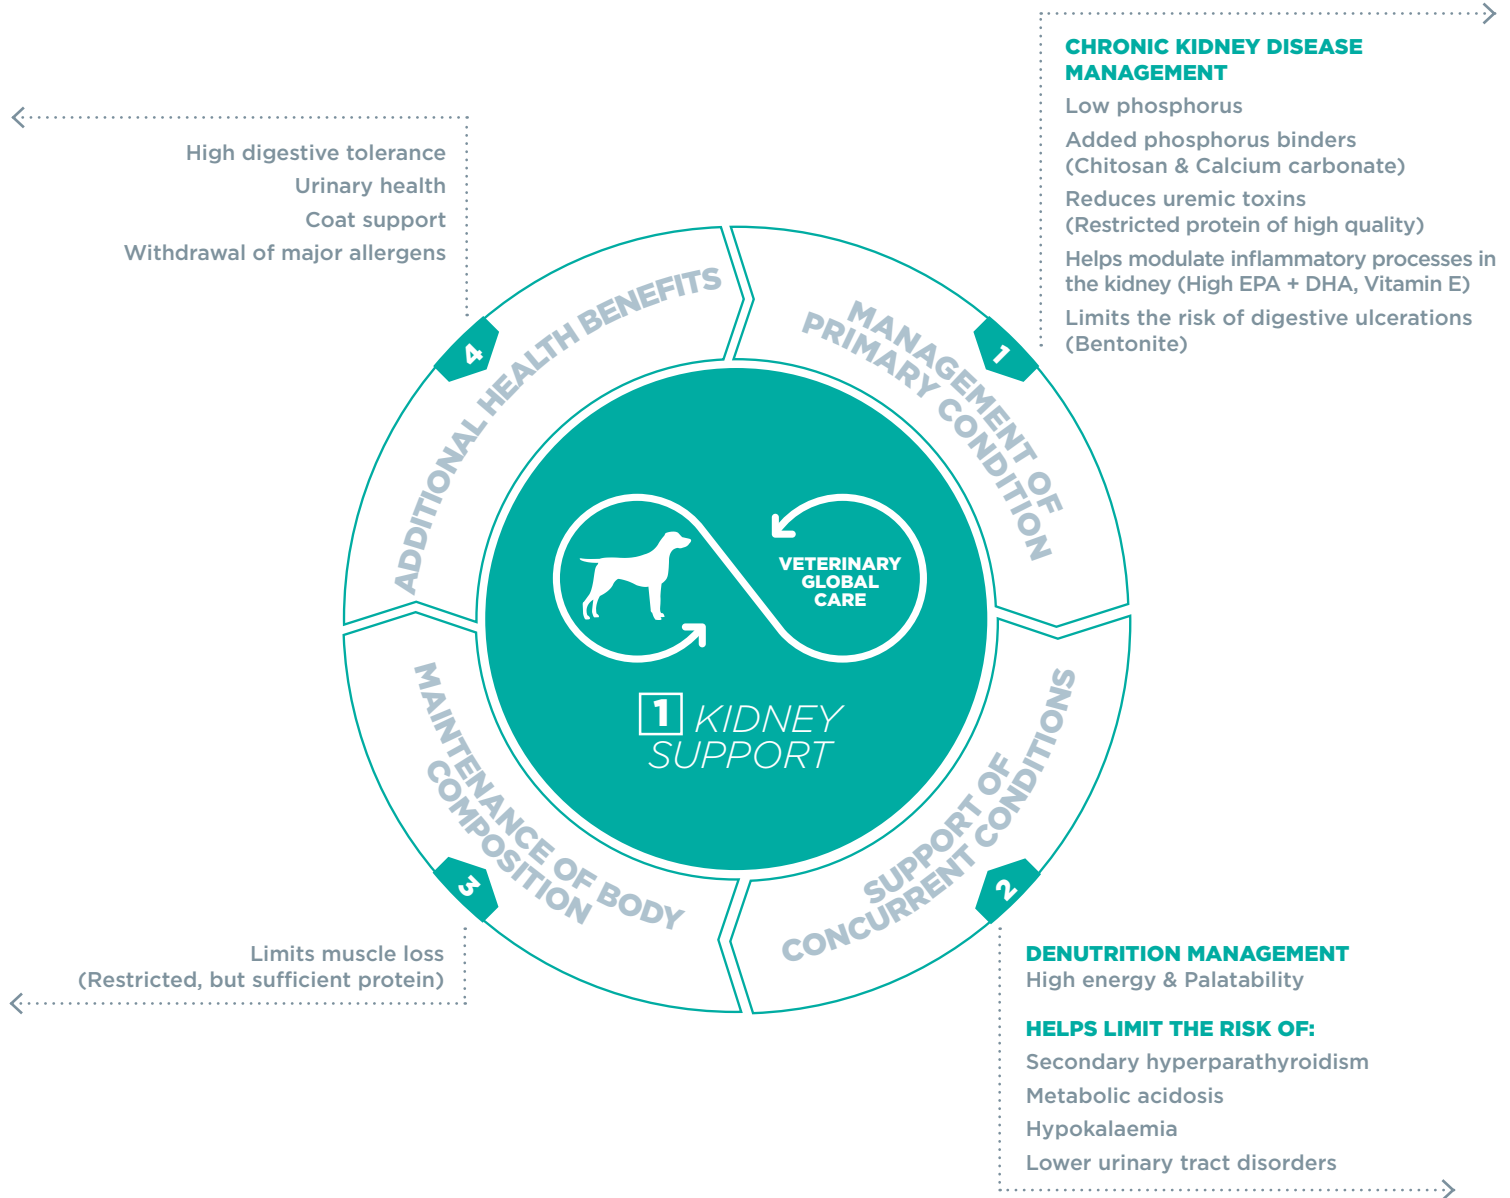 CHRONIC KIDNEY DISEASE
MANAGEMENT
Low phosphorus
Added phosphorus binders
(Chitosan & Calcium carbonate)
Reduces uremic toxins
(Restricted protein of high quality)
Helps modulate inflammatory processes in
the kidney (High EPA + DHA, Vitamin E)
Limits the risk of digestive ulcerations
(Bentonite)
High digestive tolerance
Urinary health
Coat support
Withdrawal of major allergens
ADDITIONAL HEALTH BENEFITS
4
MANAGEMENT OF
PRIMARY CONDITION
1
VETERINARY
GLOBAL
CARE
1 KIDNEY
SUPPORT
MAINTENANCE OF BODY
COMPOSITION
3
SUPPORT OF
CONCURRENT CONDITIONS
2
Limits muscle loss
(Restricted, but sufficient protein)
DENUTRITION MANAGEMENT
High energy & Palatability
HELPS LIMIT THE RISK OF:
Secondary hyperparathyroidism
Metabolic acidosis
Hypokalaemia
Lower urinary tract disorders